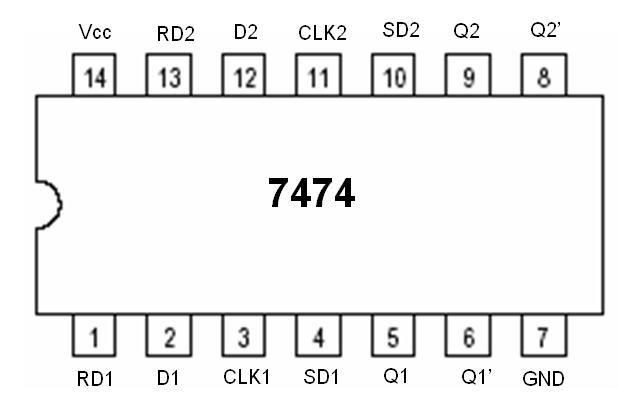 Vcc RD2 D2 CLK2 SD2 Q2 Q2’
14 13 12 11 10 9 8
7474
1 2 3 4 5 6 7
RD1 D1 CLK1 SD1 Q1 Q1’ GND